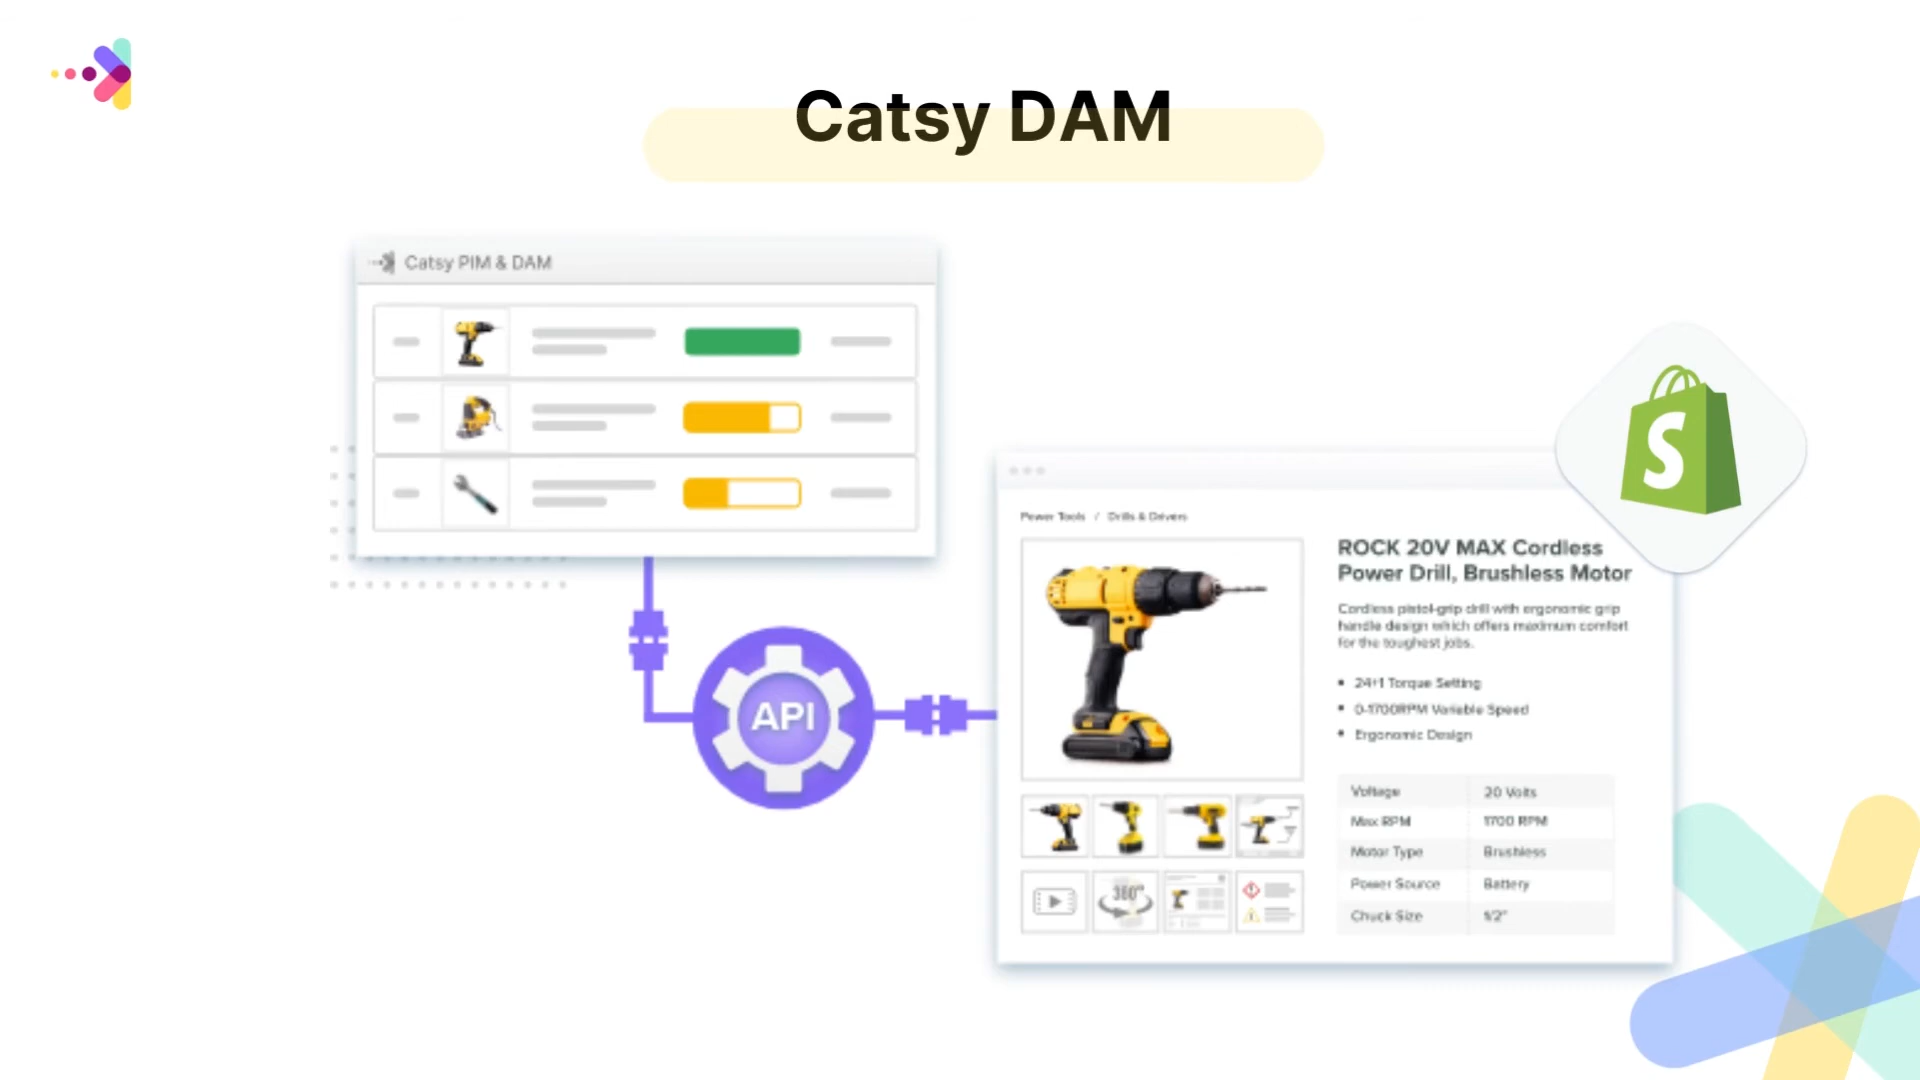 Catsy DAM
Catsy PIM & DAM
API
S
Power Tools / Drills & Drivers
ROCK 20V MAX Cordless
Power Drill, Brushless Motor
Cordless pistol-grip drill with ergonomic grip
handle design which offers maximum comfort
for the toughest jobs.
24+1 Torque Setting
0-1700RPM Variable Speed
Ergonomic Design
Voltage 20 Volts
Max RPM 1700 RPM
Motor Type Brushless
Power Source Battery
Chuck Size 1/2"
360°